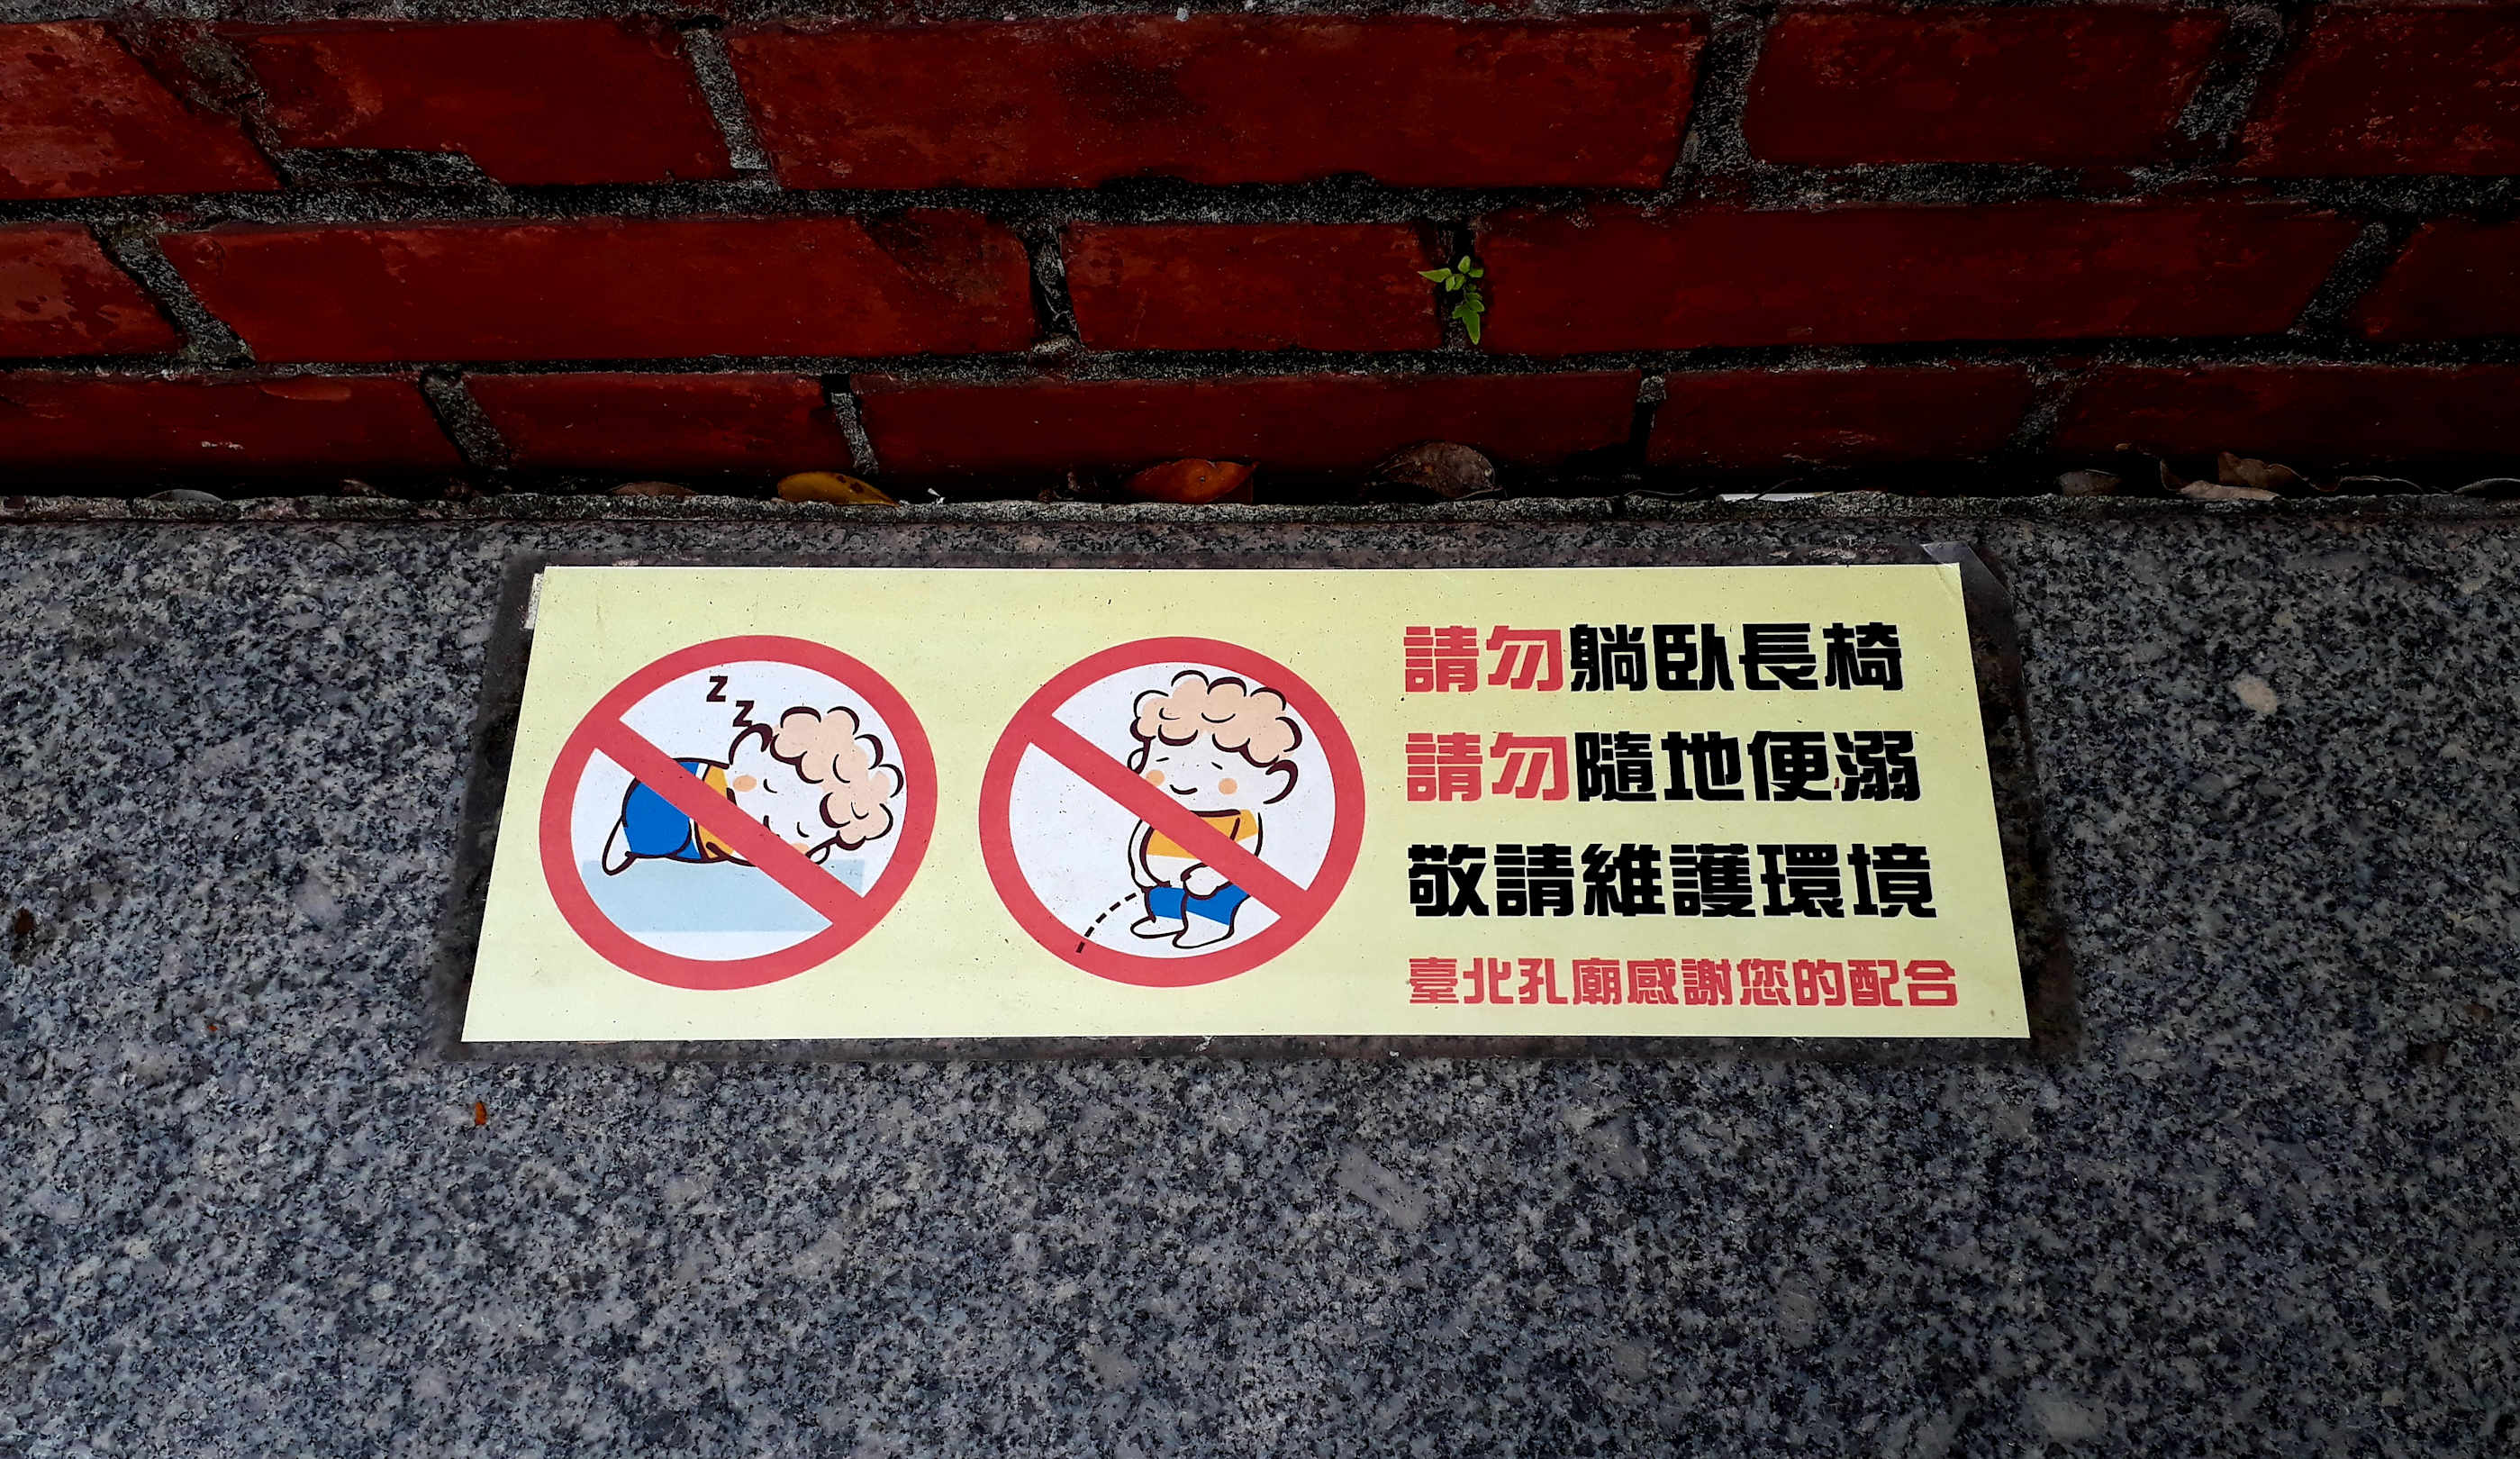 Z
Z
請勿躺臥長椅
請勿隨地便溺
敬請維護環境
臺北孔廟感謝您的配合